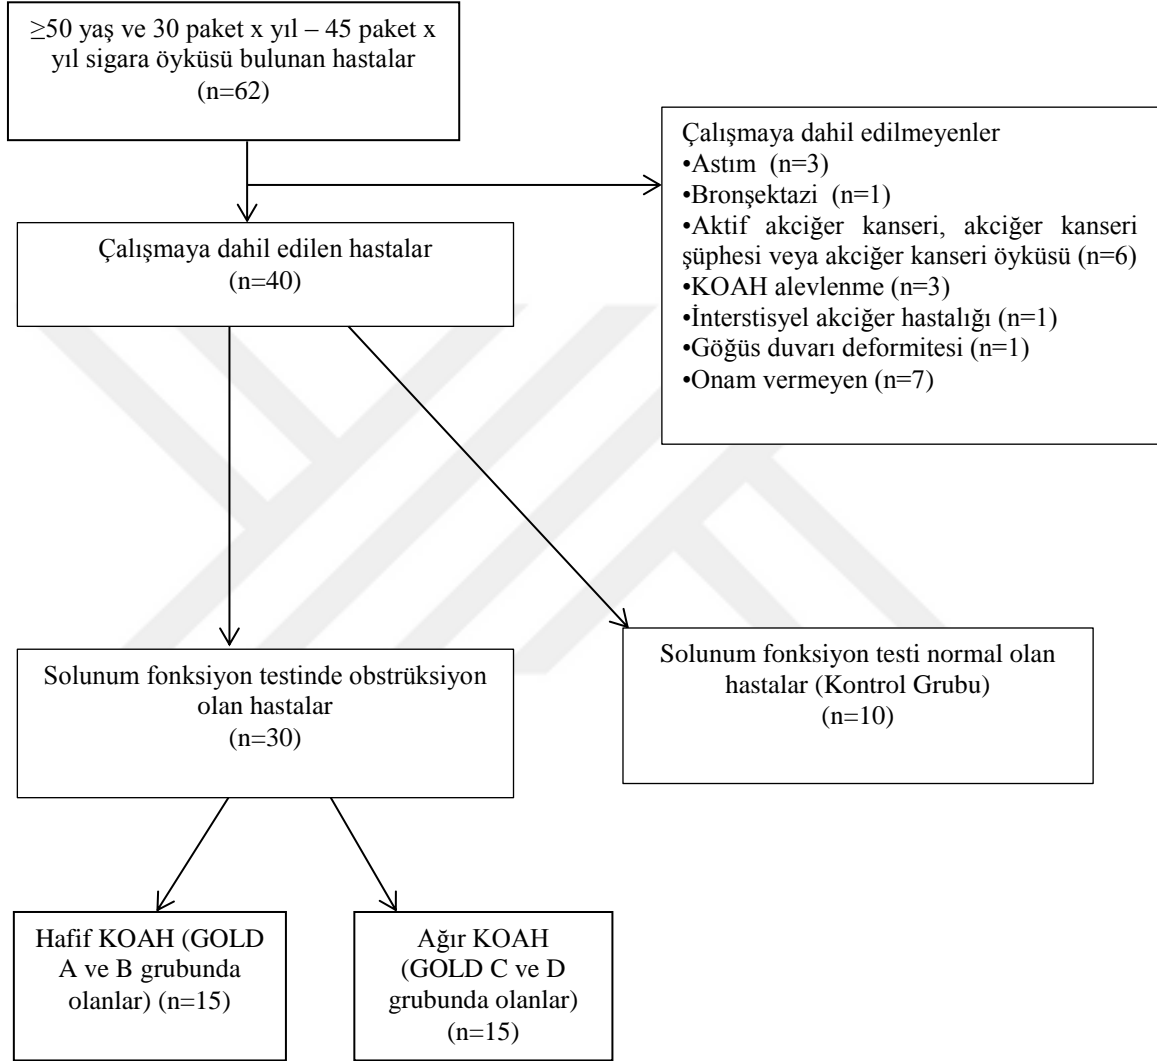 ≥50 yaş ve 30 paket x yıl – 45 paket x
yıl sigara öyküsü bulunan hastalar
(n=62)
Çalışmaya dahil edilmeyenler
•Astım (n=3)
•Bronşektazi (n=1)
•Aktif akciğer kanseri, akciğer kanseri
şüphesi veya akciğer kanseri öyküsü (n=6)
•KOAH alevlenme (n=3)
•İnterstisyel akciğer hastalığı (n=1)
•Göğüs duvarı deformitesi (n=1)
•Onam vermeyen (n=7)
Çalışmaya dahil edilen hastalar
(n=40)
Solunum fonksiyon testinde obstrüksiyon
olan hastalar
(n=30)
Solunum fonksiyon testi normal olan
hastalar (Kontrol Grubu)
(n=10)
Hafif KOAH (GOLD
A ve B grubunda
olanlar) (n=15)
Ağır KOAH
(GOLD C ve D
grubunda olanlar)
(n=15)